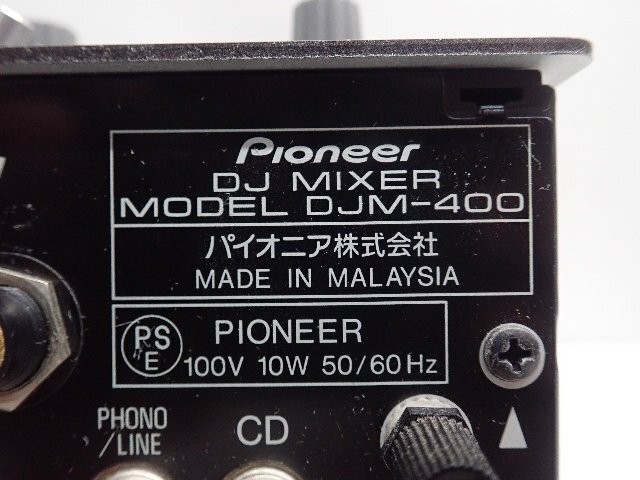 Pioneer
DJ MIXER
MODEL DJM-400
パイオニア株式会社
MADE IN MALAYSIA
PS
E
PIONEER
100V 10W 50/60Hz
PHONO
/LINE
CD